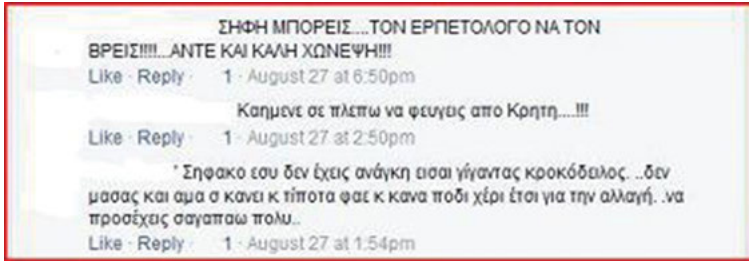 ΣΗΦΗ ΜΠΟΡΕΙΣ....ΤΟΝ ΕΡΠΕΤΟΛΟΓΟ ΝΑ ΤΟΝ
ΒΡΕΙΣ!!!!!...ΑΝΤΕ ΚΑΙ ΚΑΛΗ ΧΩΝΕΨΗ!!!
Like · Reply · 1 · August 27 at 6:50pm
Καημενε σε πλεπω να φευγεις απο Κρητη....!!!
Like · Reply · 1 · August 27 at 2:50pm
' Σηφακο εσυ δεν έχεις ανάγκη εισαι γίγαντας κροκόδειλος. ..δεν
μασας και αμα σ κανει κ τίποτα φαε κ κανα ποδι χέρι έτσι για την αλλαγή. .να
προσέχεις σαγαπαω πολυ..
Like · Reply · 1 · August 27 at 1:54pm